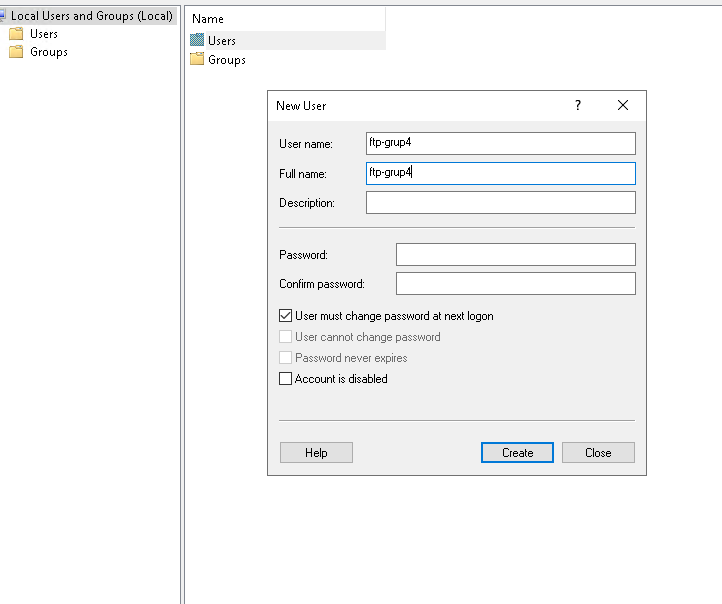 Local Users and Groups (Local)
Users
Groups
Name
Users
Groups
New User
?
User name:
ftp-grup4
Full name:
ftp-grup4
Description:
Password:
Confirm password:
User must change password at next logon
User cannot change password
Password never expires
Account is disabled
Help
Create
Close